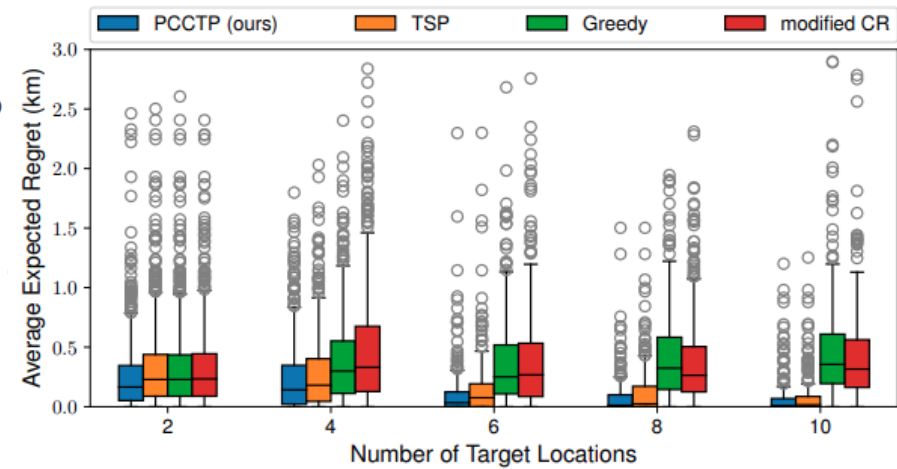 PCCTP (ours) TSP Greedy modified CR
Average Expected Regret (km)
3.0
2.5
2.0
1.5
1.0
0.5
0.0
2 4 6 8 10
Number of Target Locations